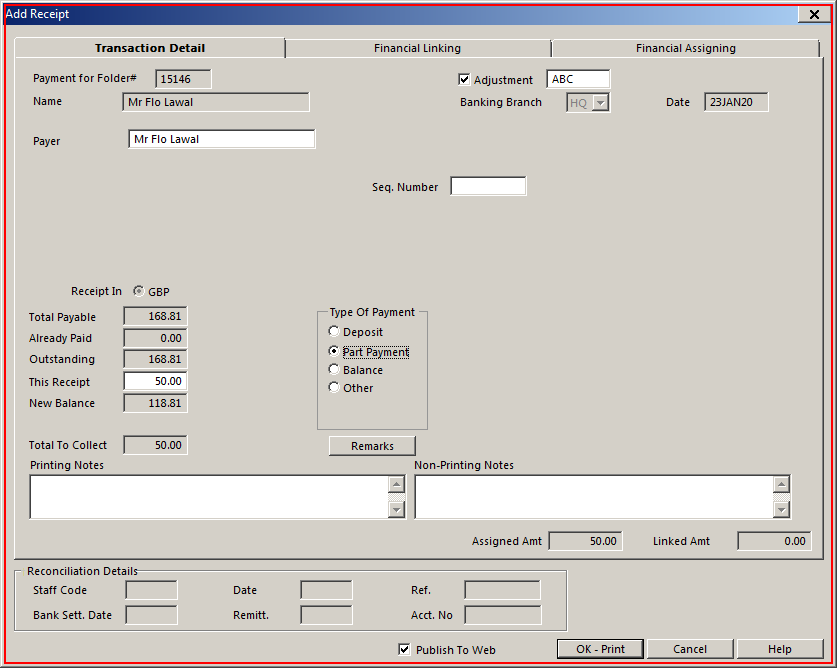 Add Receipt
Transaction Detail Financial Linking Financial Assigning
Payment for Folder# 15146 Adjustment ABC
Name Mr Flo Lawal Banking Branch HQ Date 23JAN20
Payer Mr Flo Lawal
Seq. Number
Receipt In GBP
Total Payable 168.81 Type Of Payment
Already Paid 0.00 Deposit
Outstanding 168.81 Part Payment
This Receipt 50.00 Balance
New Balance 118.81 Other
Total To Collect 50.00 Remarks
Printing Notes Non-Printing Notes
Assigned Amt 50.00 Linked Amt 0.00
Reconciliation Details
Staff Code Date Ref.
Bank Sett. Date Remitt. Acct. No
Publish To Web OK - Print Cancel Help